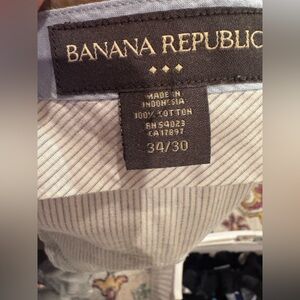 BANANA REPUBLIC
MADE IN
INDONESIA
100% COTTON
RN 54023
CA 17897
34/30